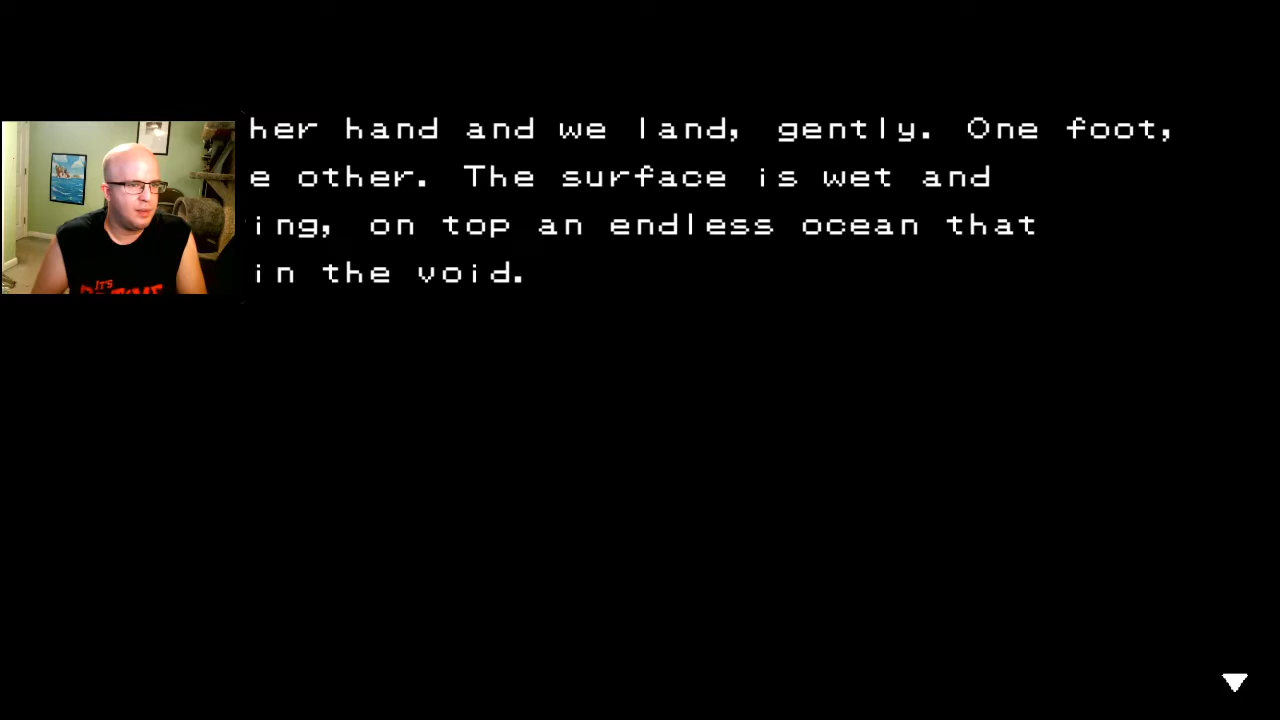 her hand and we land, gently. One foot,
e other. The surface is wet and
ing, on top an endless ocean that
in the void.
IT'S